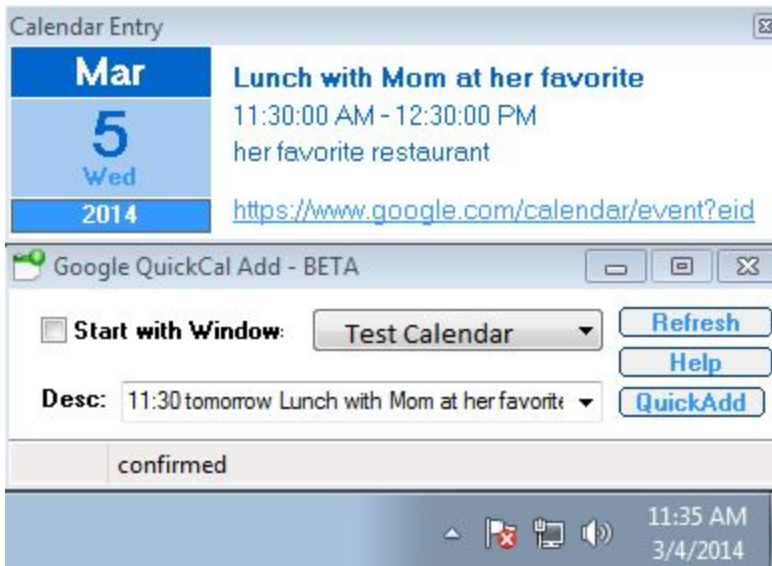 Calendar Entry
Mar
5
Wed
2014
Lunch with Mom at her favorite
11:30:00 AM - 12:30:00 PM
her favorite restaurant
https://www.google.com/calendar/event?eid
Google QuickCal Add - BETA
Start with Window:
Test Calendar
Refresh
Help
Desc:
11:30 tomorrow Lunch with Mom at her favorite
QuickAdd
confirmed
11:35 AM
3/4/2014